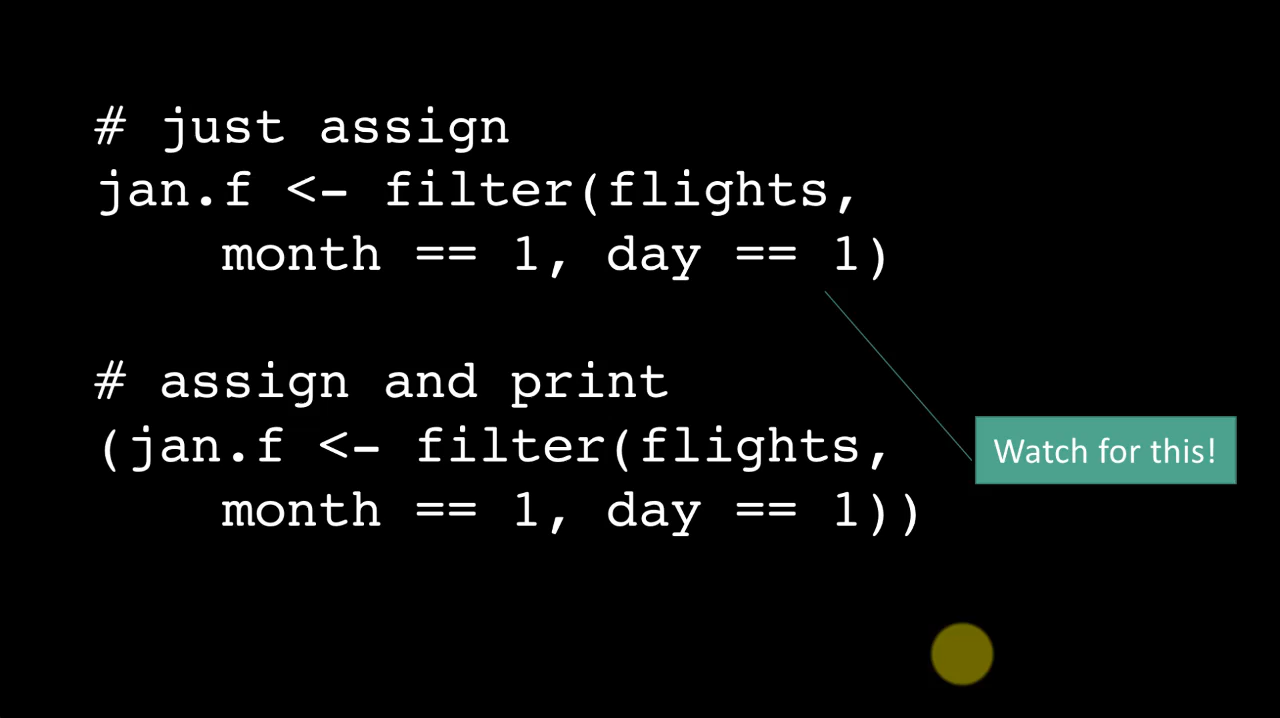 # just assign
jan.f <- filter(flights,
    month == 1, day == 1)
# assign and print
(jan.f <- filter(flights,
    month == 1, day == 1))
Watch for this!